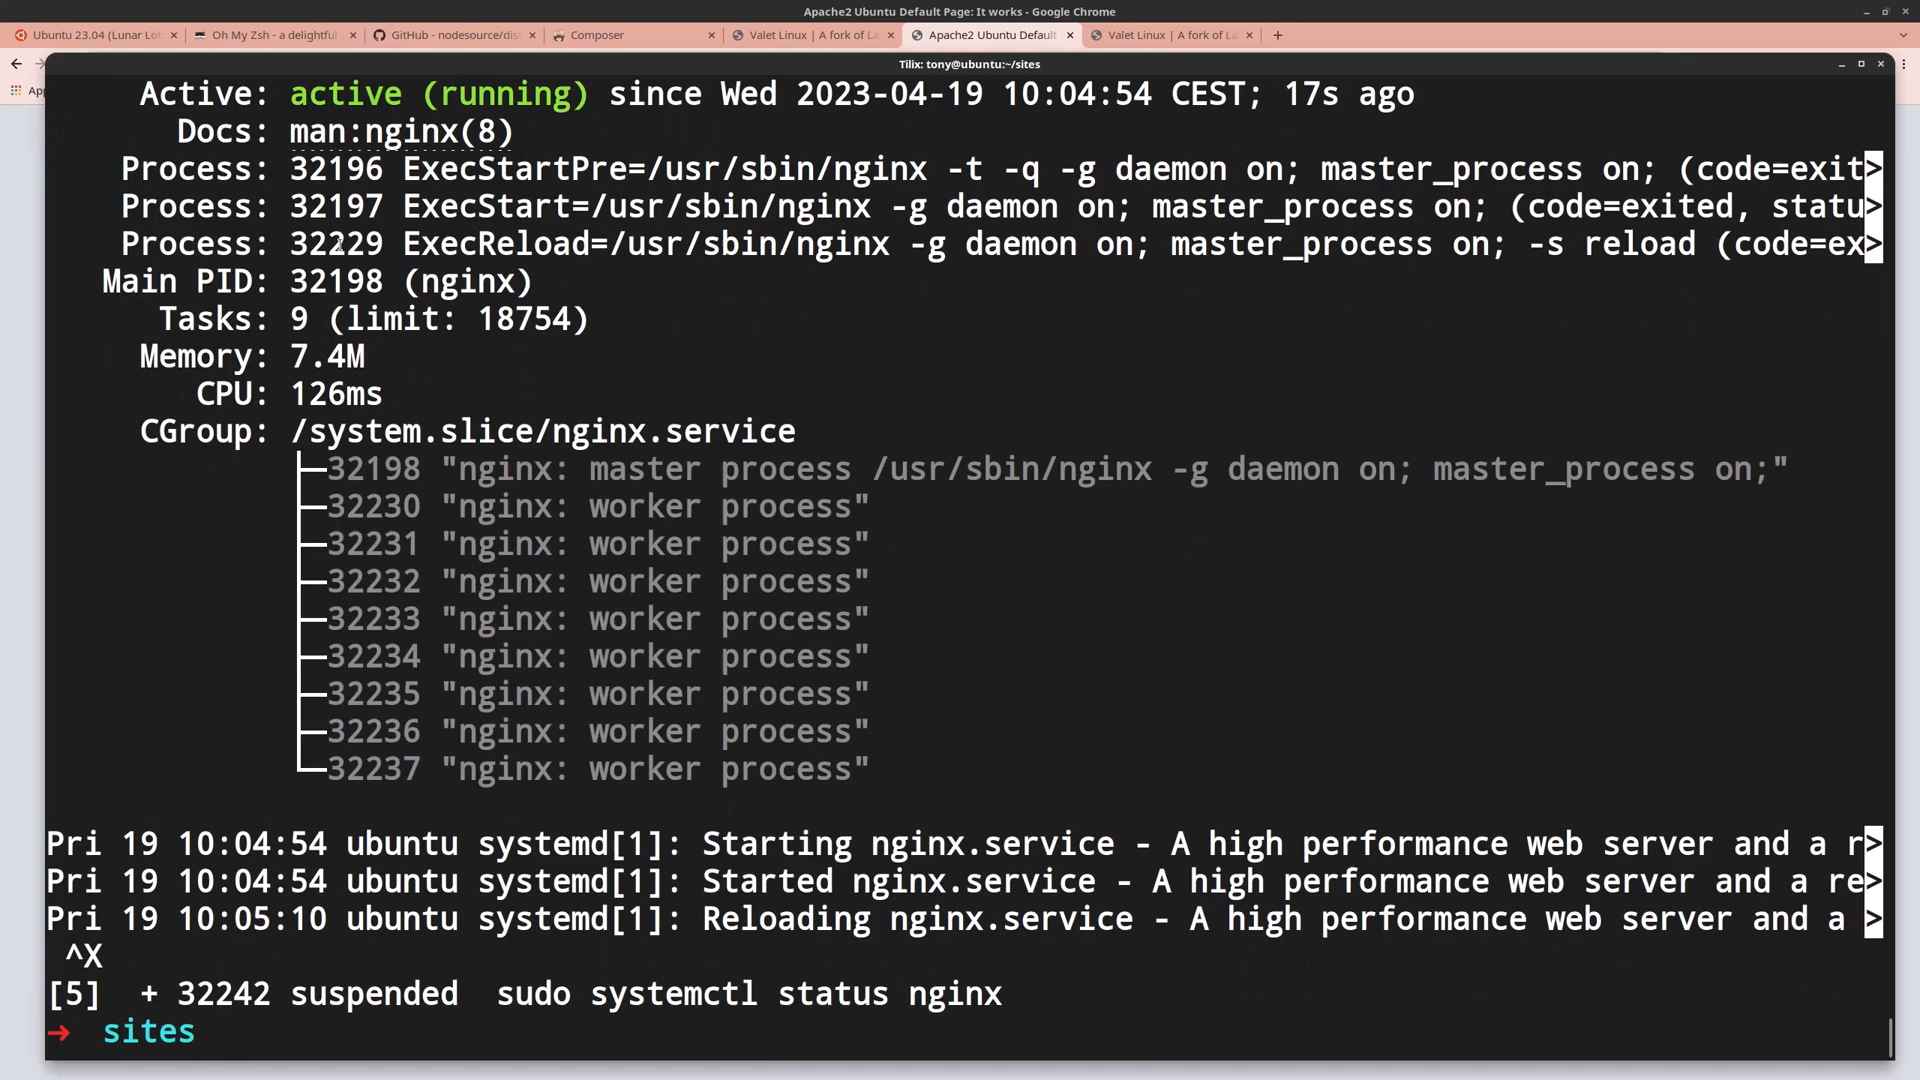 Apache2 Ubuntu Default Page: It works - Google Chrome
Ubuntu 23.04 (Lunar Lob
Oh My Zsh - a delightful
GitHub - nodesource/dis
Composer
Valet Linux | A fork of La
Apache2 Ubuntu Default
Valet Linux | A fork of La
App
Tilix: tony@ubuntu:~/sites
Active: active (running) since Wed 2023-04-19 10:04:54 CEST; 17s ago
Docs: man:nginx(8)
Process: 32196 ExecStartPre=/usr/sbin/nginx -t -q -g daemon on; master_process on; (code=exit>
Process: 32197 ExecStart=/usr/sbin/nginx -g daemon on; master_process on; (code=exited, statu>
Process: 32229 ExecReload=/usr/sbin/nginx -g daemon on; master_process on; -s reload (code=ex>
Main PID: 32198 (nginx)
Tasks: 9 (limit: 18754)
Memory: 7.4M
CPU: 126ms
CGroup: /system.slice/nginx.service
├─32198 "nginx: master process /usr/sbin/nginx -g daemon on; master_process on;"
├─32230 "nginx: worker process"
├─32231 "nginx: worker process"
├─32232 "nginx: worker process"
├─32233 "nginx: worker process"
├─32234 "nginx: worker process"
├─32235 "nginx: worker process"
├─32236 "nginx: worker process"
└─32237 "nginx: worker process"
Pri 19 10:04:54 ubuntu systemd[1]: Starting nginx.service - A high performance web server and a r>
Pri 19 10:04:54 ubuntu systemd[1]: Started nginx.service - A high performance web server and a re>
Pri 19 10:05:10 ubuntu systemd[1]: Reloading nginx.service - A high performance web server and a >
^X
[5]  + 32242 suspended  sudo systemctl status nginx
➜  sites